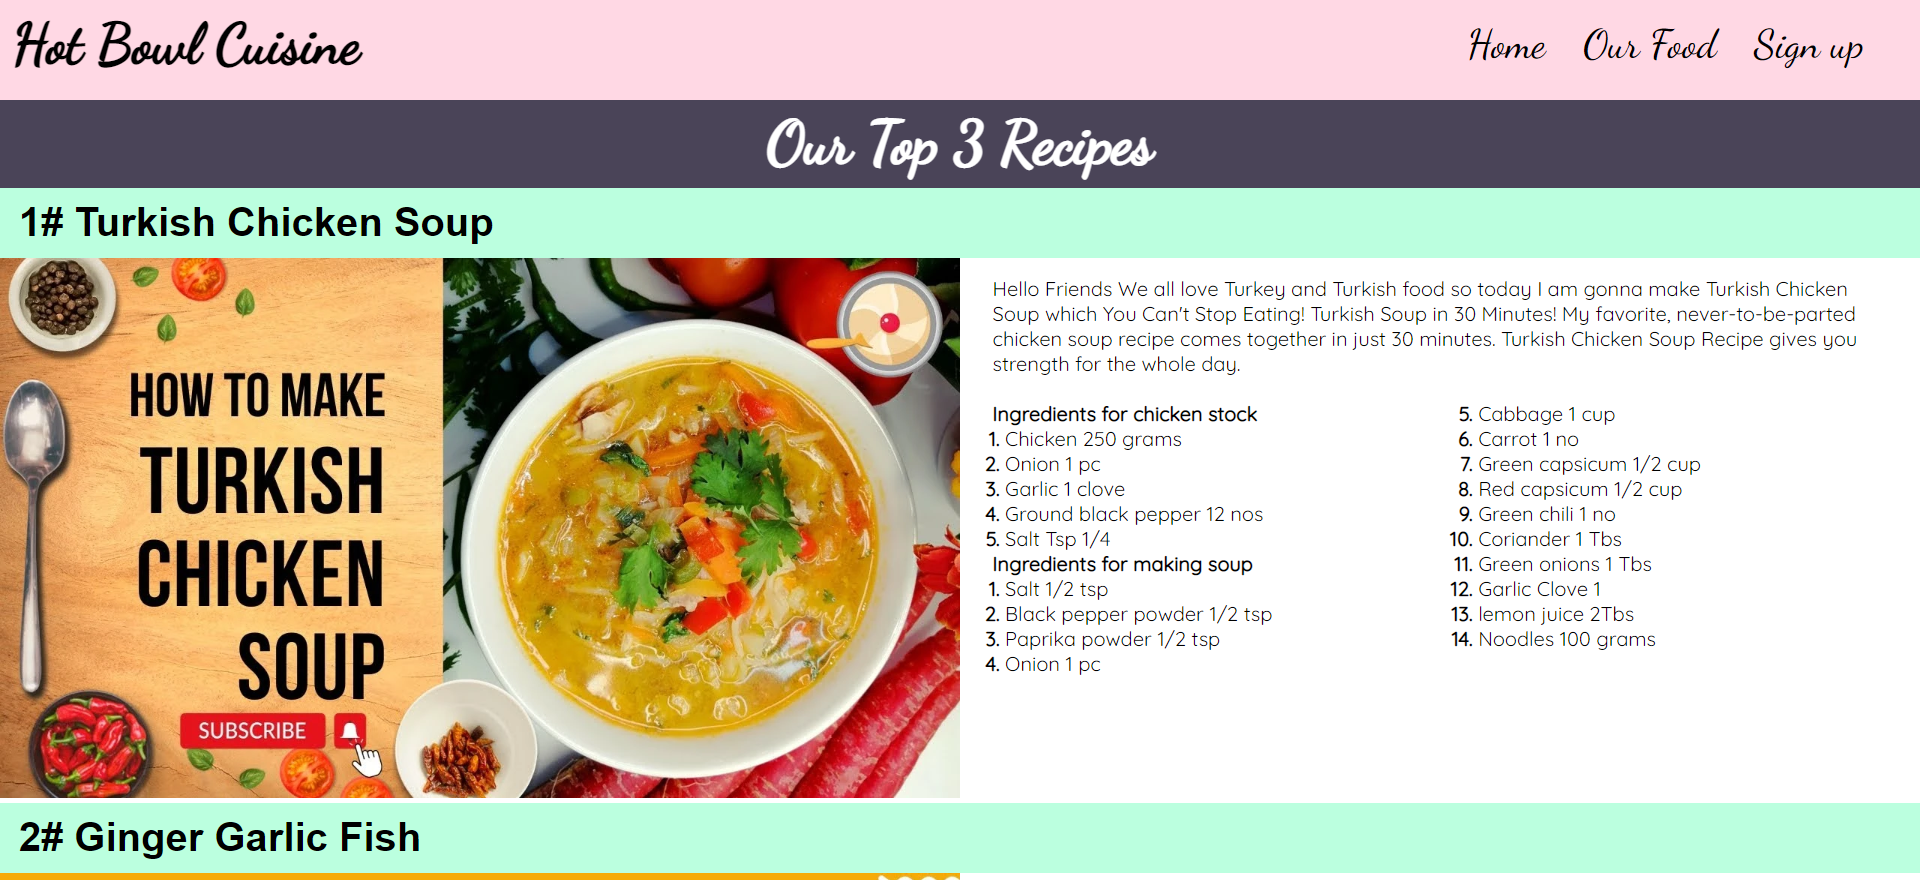 Hot Bowl Cuisine
Home Our Food Sign up
Our Top 3 Recipes
1# Turkish Chicken Soup
HOW TO MAKE
TURKISH
CHICKEN
SOUP
SUBSCRIBE
Hello Friends We all love Turkey and Turkish food so today I am gonna make Turkish Chicken
Soup which You Can't Stop Eating! Turkish Soup in 30 Minutes! My favorite, never-to-be-parted
chicken soup recipe comes together in just 30 minutes. Turkish Chicken Soup Recipe gives you
strength for the whole day.
Ingredients for chicken stock
1. Chicken 250 grams
2. Onion 1 pc
3. Garlic 1 clove
4. Ground black pepper 12 nos
5. Salt Tsp 1/4
Ingredients for making soup
1. Salt 1/2 tsp
2. Black pepper powder 1/2 tsp
3. Paprika powder 1/2 tsp
4. Onion 1 pc
5. Cabbage 1 cup
6. Carrot 1 no
7. Green capsicum 1/2 cup
8. Red capsicum 1/2 cup
9. Green chili 1 no
10. Coriander 1 Tbs
11. Green onions 1 Tbs
12. Garlic Clove 1
13. lemon juice 2Tbs
14. Noodles 100 grams
2# Ginger Garlic Fish